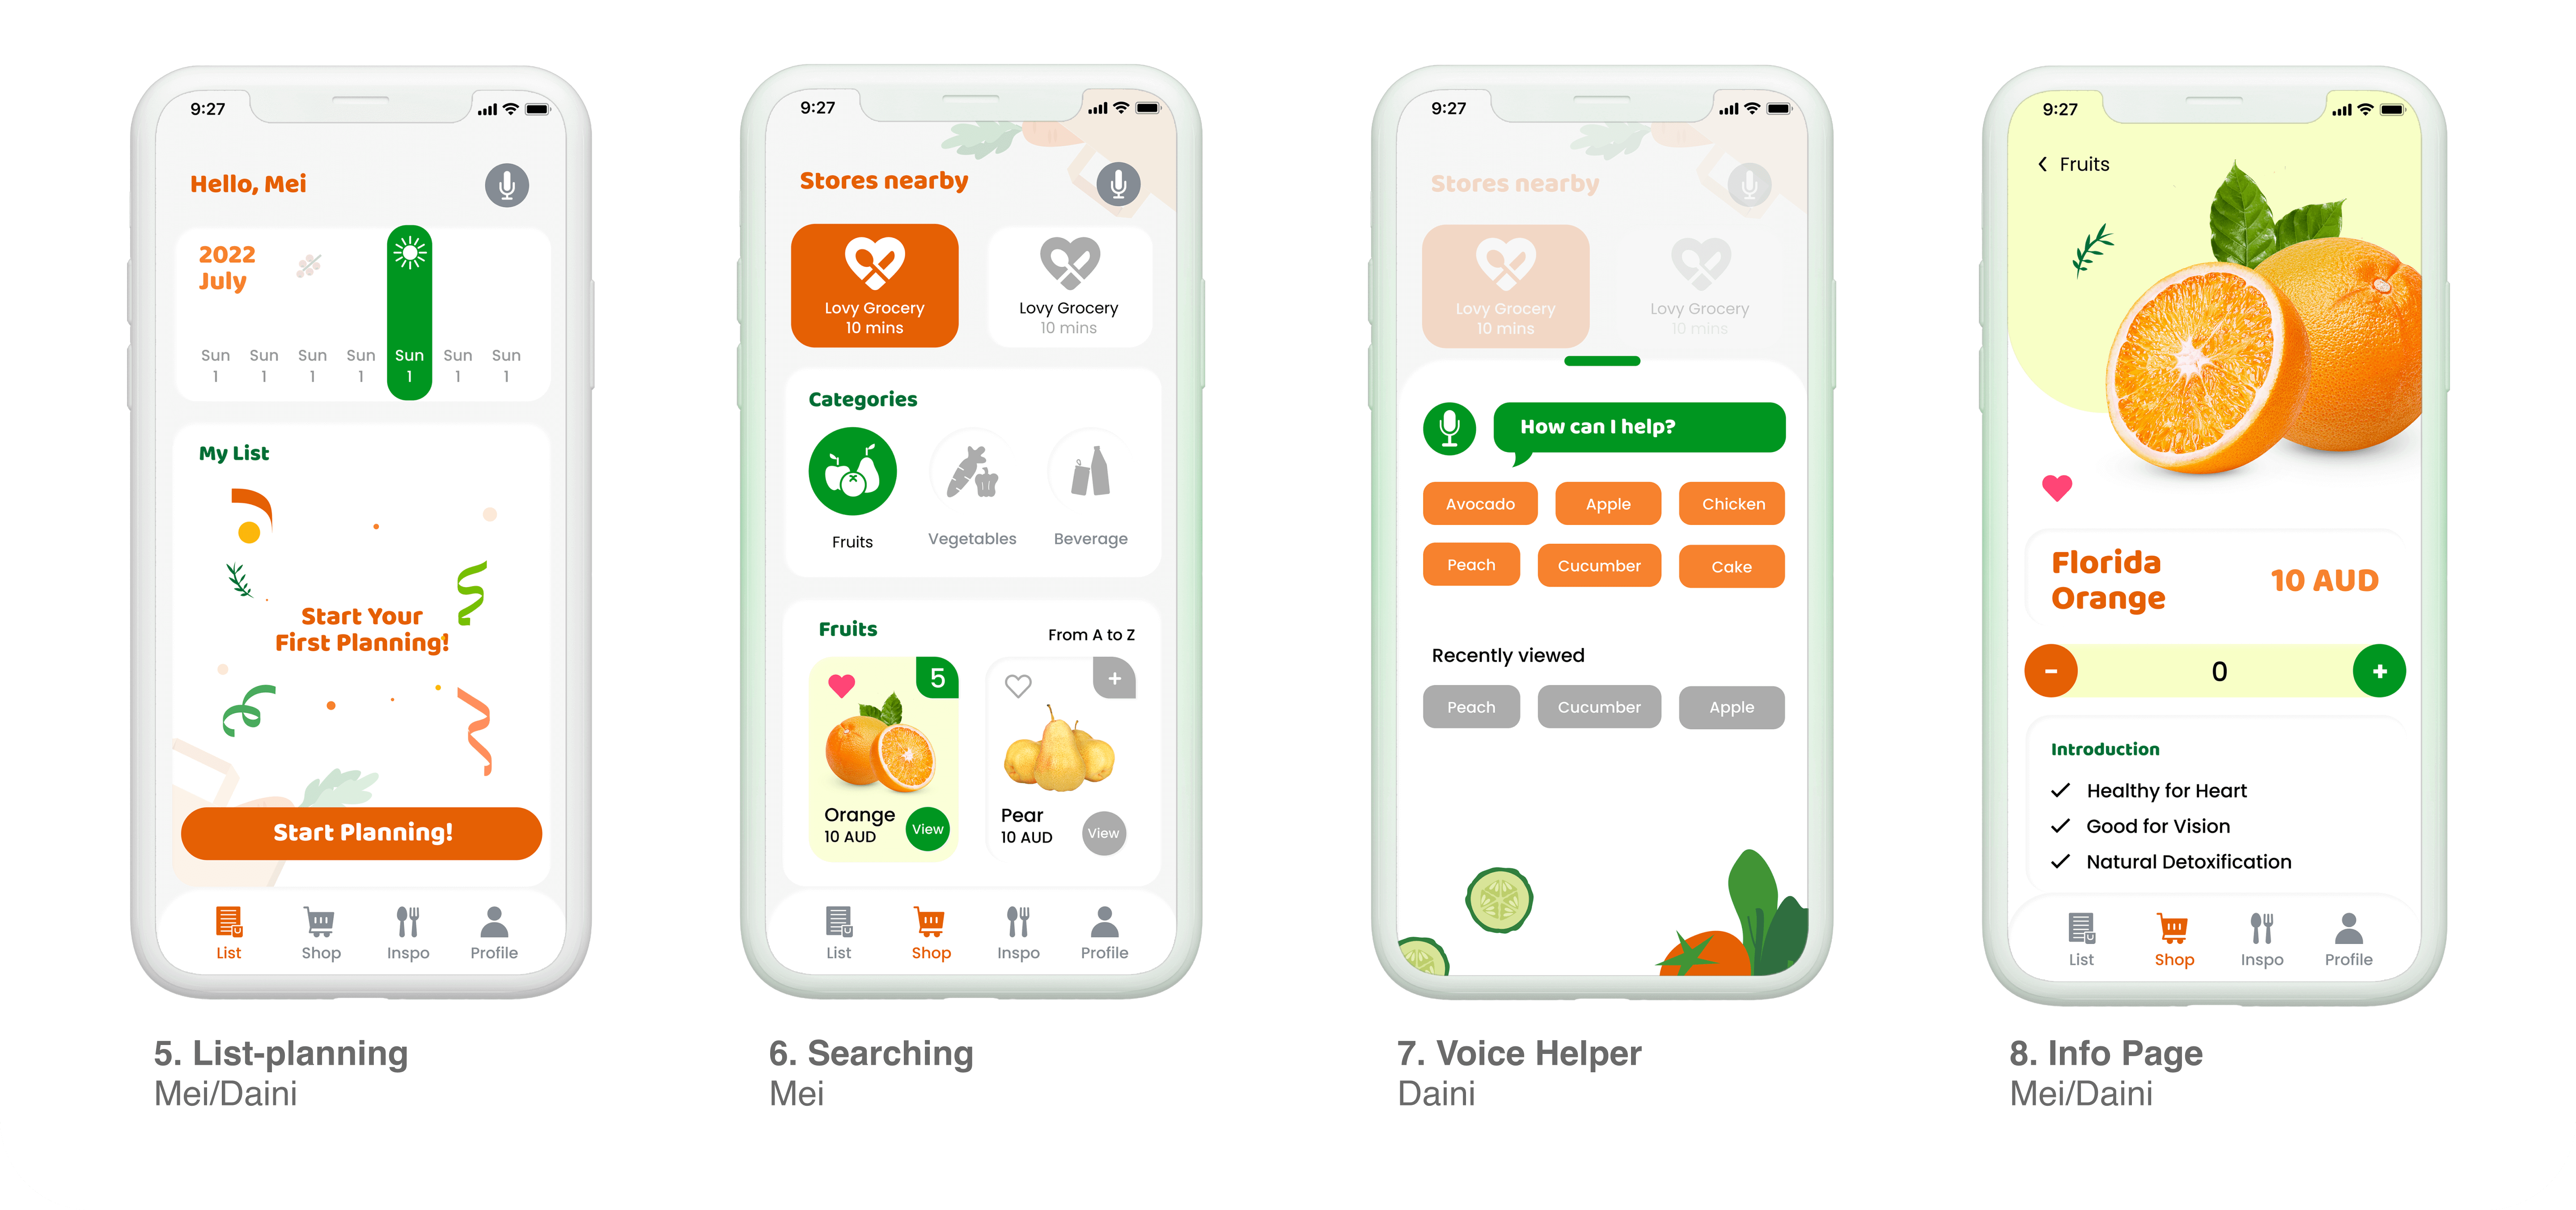 9:27
Hello, Mei
2022
July
Sun Sun Sun Sun Sun Sun Sun
1 1 1 1 1 1 1
My List
Start Your
First Planning!
Start Planning!
List Shop Inspo Profile
5. List-planning
Mei/Daini
9:27
Stores nearby
Lovy Grocery
10 mins
Lovy Grocery
10 mins
Categories
Fruits Vegetables Beverage
Fruits
From A to Z
5
+
Orange
10 AUD
View
Pear
10 AUD
View
List Shop Inspo Profile
6. Searching
Mei
9:27
Stores nearby
Lovy Grocery
10 mins
Lovy Grocery
10 mins
How can I help?
Avocado Apple Chicken
Peach Cucumber Cake
Recently viewed
Peach Cucumber Apple
7. Voice Helper
Daini
9:27
< Fruits
Florida
Orange
10 AUD
- 0 +
Introduction
Healthy for Heart
Good for Vision
Natural Detoxification
List Shop Inspo Profile
8. Info Page
Mei/Daini